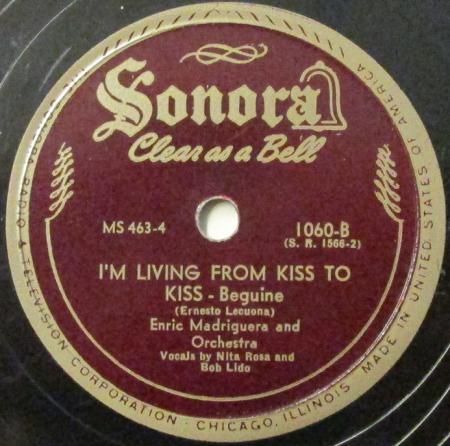 Sonora
Clear as a Bell
MS 463-4
1060-B
(S. R. 1566-2)
I'M LIVING FROM KISS TO
KISS - Beguine
(Ernesto Lecuona)
Enric Madriguera and
Orchestra
Vocals by Nita Rosa and
Bob Lido
SONORA RADIO & TELEVISION CORPORATION - CHICAGO, ILLINOIS MADE IN UNITED STATES OF AMERICA